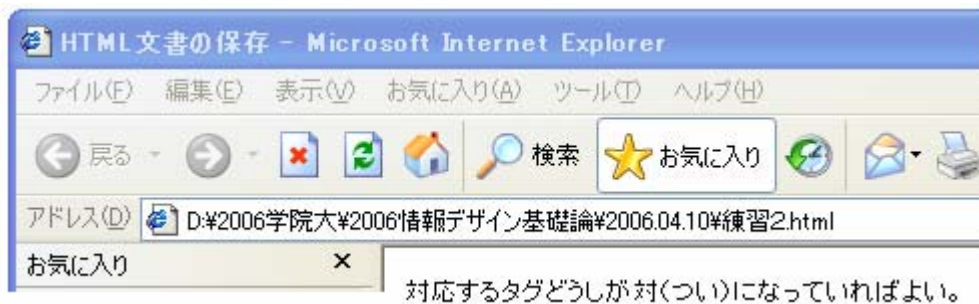 HTML文書の保存 - Microsoft Internet Explorer
ファイル(F) 編集(E) 表示(V) お気に入り(A) ツール(T) ヘルプ(H)
戻る 検索 お気に入り
アドレス(D) D:¥2006学院大¥2006情報デザイン基礎論¥2006.04.10¥練習2.html
お気に入り ×
対応するタグどうしが対(つい)になっていればよい。